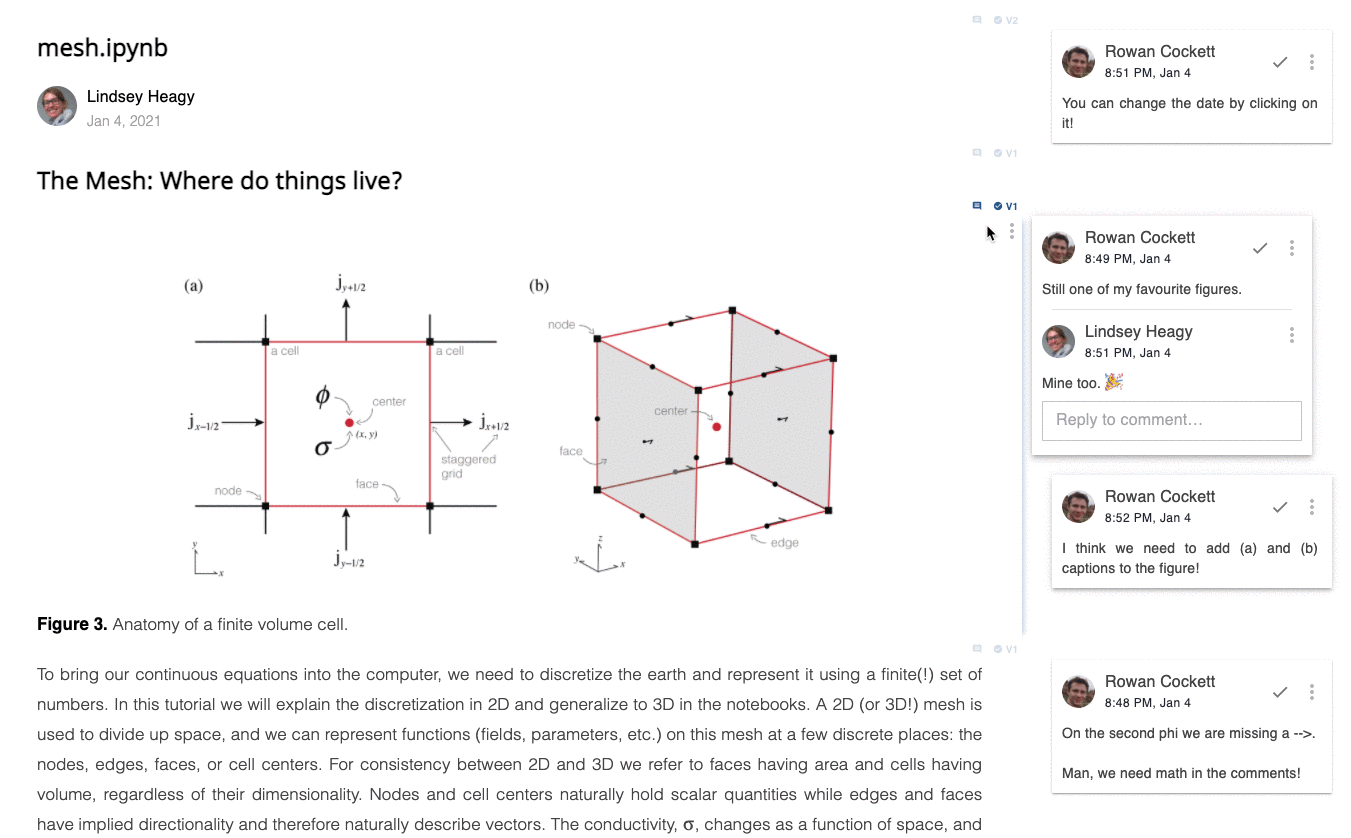 mesh.ipynb
Lindsey Heagy
Jan 4, 2021
V2
V1
The Mesh: Where do things live?
V1
(a)
j y+1/2
a cell
a cell
ϕ
center
j x−1/2
j x+1/2
(x, y)
σ
staggered
grid
face
node
j y−1/2
y
x
(b)
node
center
face
edge
z
y
x
Figure 3. Anatomy of a finite volume cell.
V1
To bring our continuous equations into the computer, we need to discretize the earth and represent it using a finite(!) set of
numbers. In this tutorial we will explain the discretization in 2D and generalize to 3D in the notebooks. A 2D (or 3D!) mesh is
used to divide up space, and we can represent functions (fields, parameters, etc.) on this mesh at a few discrete places: the
nodes, edges, faces, or cell centers. For consistency between 2D and 3D we refer to faces having area and cells having
volume, regardless of their dimensionality. Nodes and cell centers naturally hold scalar quantities while edges and faces
have implied directionality and therefore naturally describe vectors. The conductivity, σ, changes as a function of space, and
Rowan Cockett
8:51 PM, Jan 4
You can change the date by clicking on
it!
Rowan Cockett
8:49 PM, Jan 4
Still one of my favourite figures.
Lindsey Heagy
8:51 PM, Jan 4
Mine too. 🎉
Reply to comment…
Rowan Cockett
8:52 PM, Jan 4
I think we need to add (a) and (b)
captions to the figure!
Rowan Cockett
8:48 PM, Jan 4
On the second phi we are missing a -->.
Man, we need math in the comments!